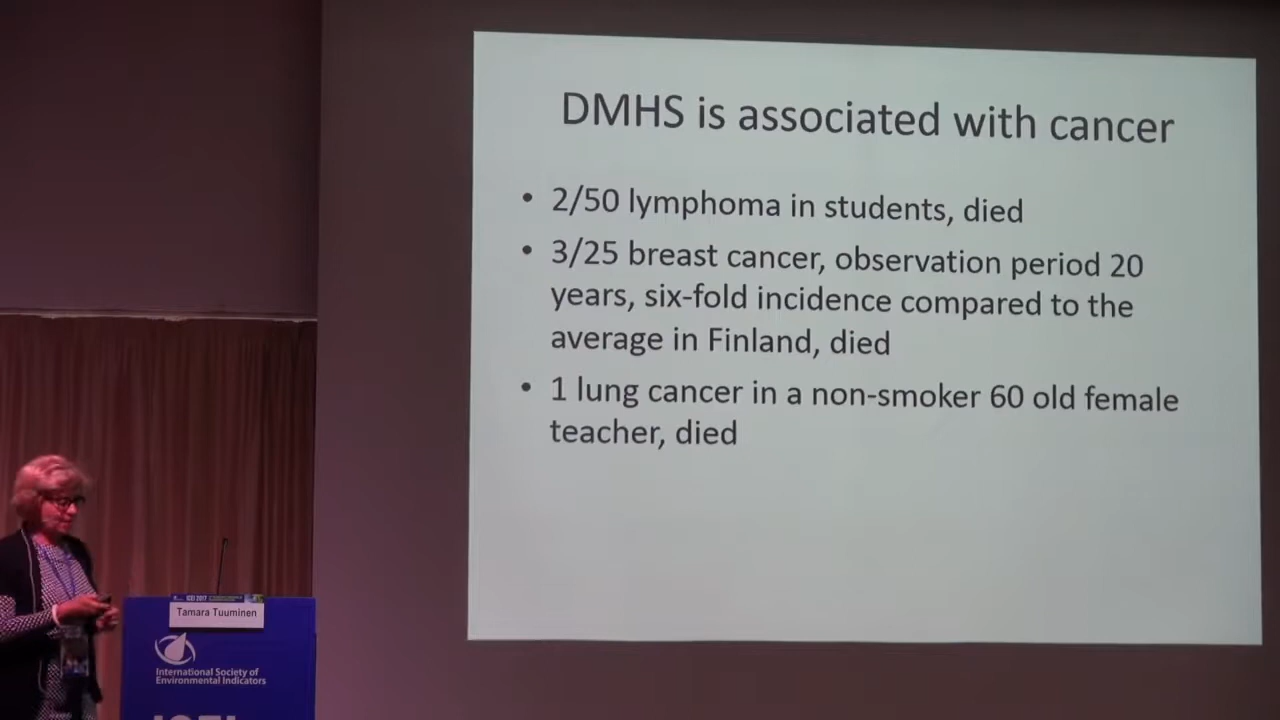 DMHS is associated with cancer
• 2/50 lymphoma in students, died
• 3/25 breast cancer, observation period 20
years, six-fold incidence compared to the
average in Finland, died
• 1 lung cancer in a non-smoker 60 old female
teacher, died
ICEI 2017
Tamara Tuuminen
International Society of
Environmental Indicators